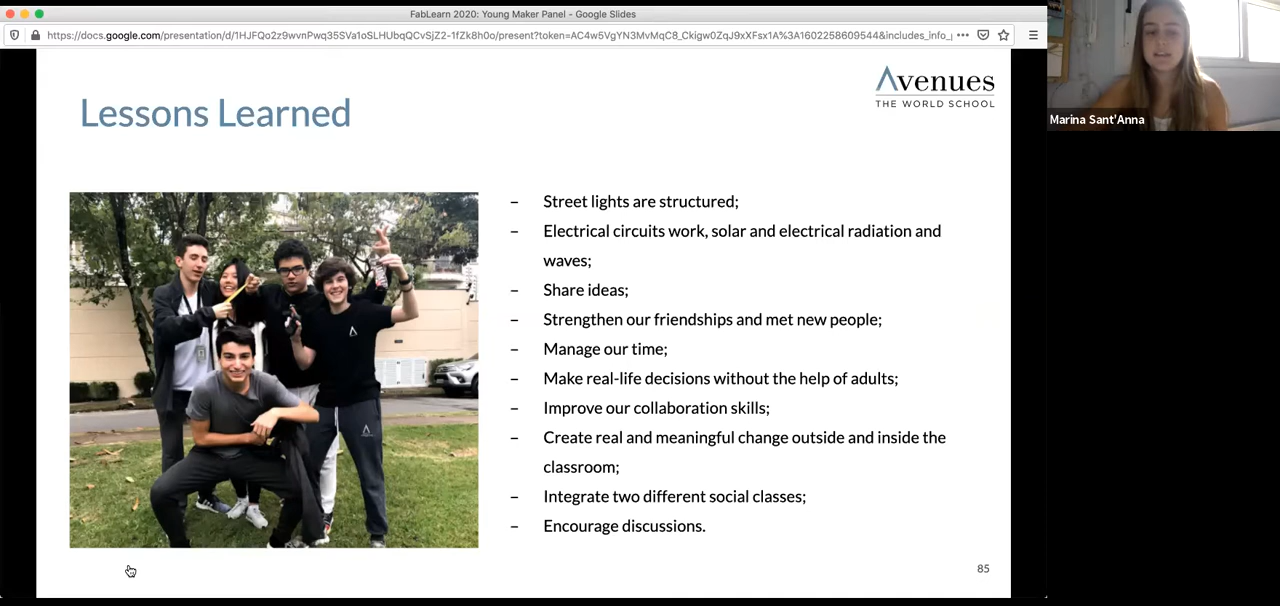 FabLearn 2020: Young Maker Panel - Google Slides
https://docs.google.com/presentation/d/1HJFQo2z9wvnPwq35SVa1oSLHUbqQCvSjZ2-1fZk8h0o/present?token=AC4w5VgYN3MvMqC8_Ckigw0ZqJ9xXFsx1A%3A1602258609544&includes_info_
Avenues
THE WORLD SCHOOL
Lessons Learned
Marina Sant'Anna
– Street lights are structured;
– Electrical circuits work, solar and electrical radiation and
waves;
– Share ideas;
– Strengthen our friendships and met new people;
– Manage our time;
– Make real-life decisions without the help of adults;
– Improve our collaboration skills;
– Create real and meaningful change outside and inside the
classroom;
– Integrate two different social classes;
– Encourage discussions.
85